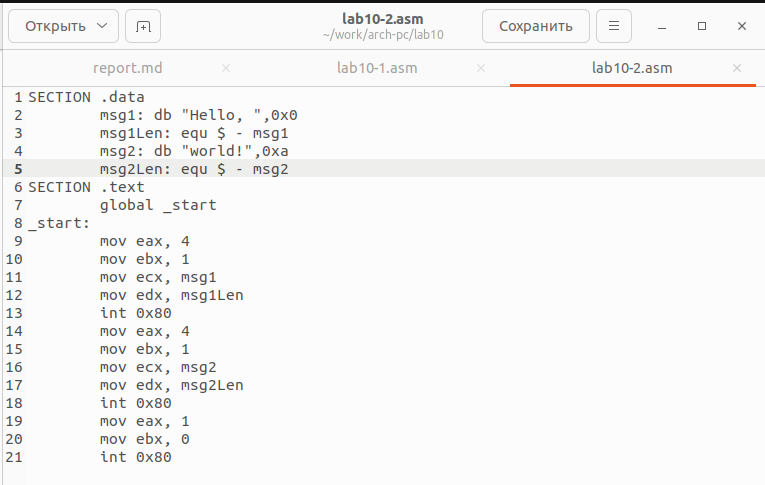 Открыть
lab10-2.asm
~/work/arch-pc/lab10
Сохранить
report.md
lab10-1.asm
lab10-2.asm
1 SECTION .data
2         msg1: db "Hello, ",0x0
3         msg1Len: equ $ - msg1
4         msg2: db "world!",0xa
5         msg2Len: equ $ - msg2
6 SECTION .text
7         global _start
8 _start:
9         mov eax, 4
10         mov ebx, 1
11         mov ecx, msg1
12         mov edx, msg1Len
13         int 0x80
14         mov eax, 4
15         mov ebx, 1
16         mov ecx, msg2
17         mov edx, msg2Len
18         int 0x80
19         mov eax, 1
20         mov ebx, 0
21         int 0x80